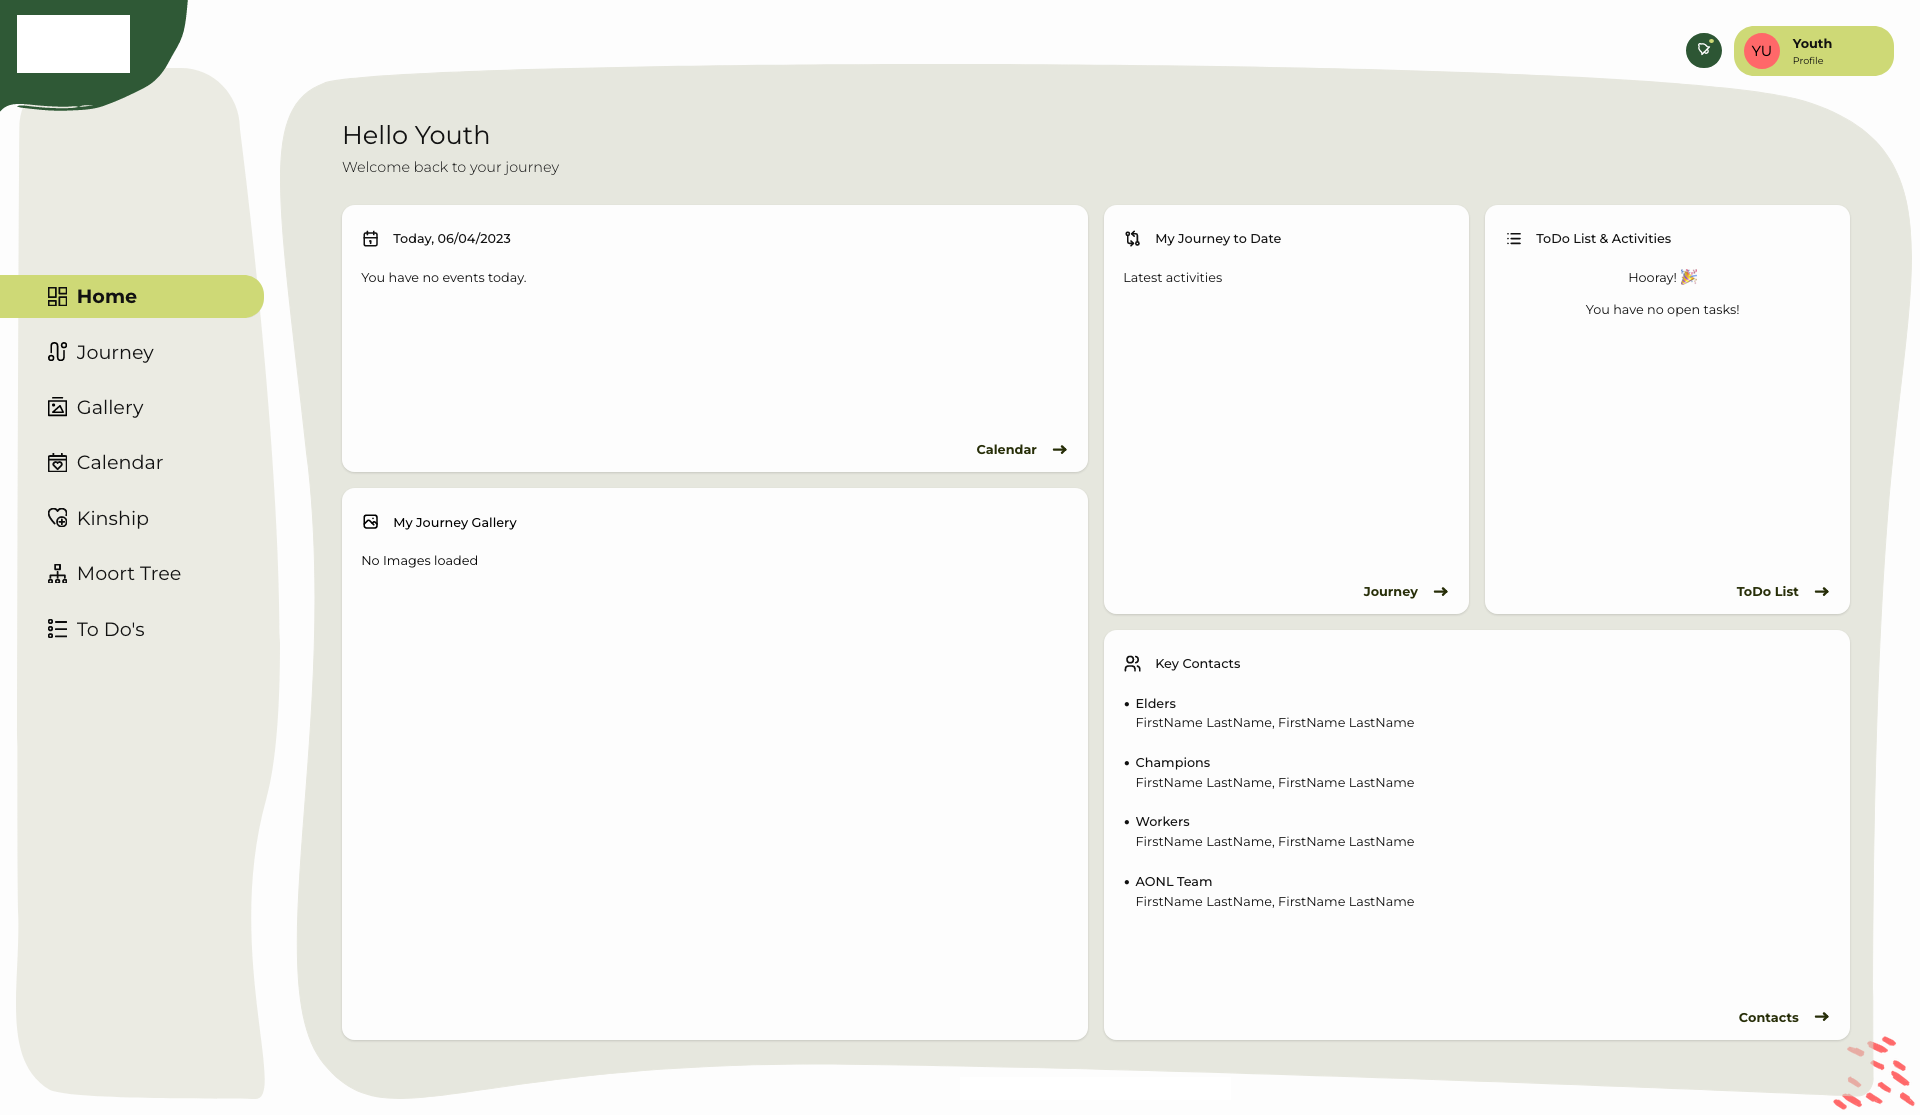 YU
Youth
Profile
Hello Youth
Welcome back to your journey
Home
Journey
Gallery
Calendar
Kinship
Moort Tree
To Do's
Today, 06/04/2023
You have no events today.
Calendar
My Journey Gallery
No Images loaded
My Journey to Date
Latest activities
Journey
ToDo List & Activities
Hooray! 🎉
You have no open tasks!
ToDo List
Key Contacts
• Elders
FirstName LastName, FirstName LastName
• Champions
FirstName LastName, FirstName LastName
• Workers
FirstName LastName, FirstName LastName
• AONL Team
FirstName LastName, FirstName LastName
Contacts